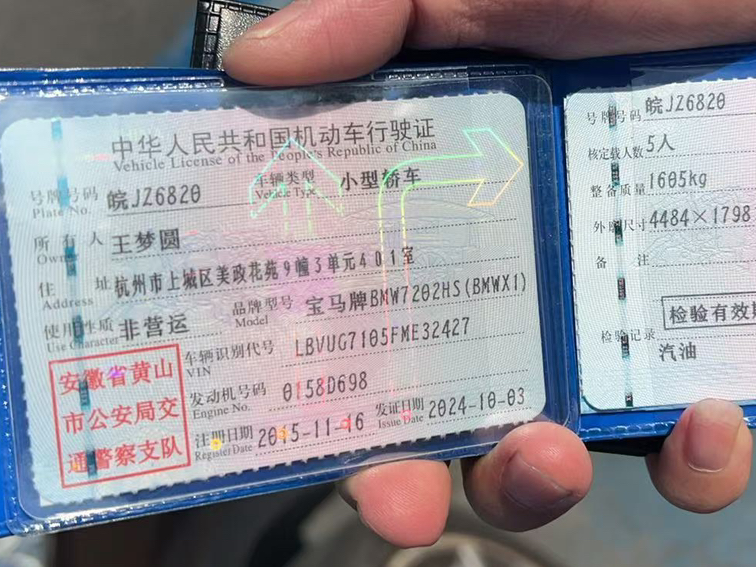 中华人民共和国机动车行驶证
Vehicle License of the People's Republic of China
号牌号码 皖JZ6820 车辆类型 小型轿车
Plate No. Vehicle Type
所有人 王梦圆
Owner
住址 杭州市上城区美政花苑9幢3单元401室
Address
使用性质 非营运 品牌型号 宝马牌BMW7202HS(BMWX1)
Use Character Model
车辆识别代号 LBVUG7105FME32427
VIN
发动机号码 0158D698
Engine No.
注册日期 2015-11-16 发证日期 2024-10-03
Register Date Issue Date
安徽省黄山
市公安局交
通警察支队
号牌号码 皖JZ6820
核定载人数 5人
整备质量 1605kg
外廓尺寸 4484×1798
备注
检验有效期
检验记录
汽油